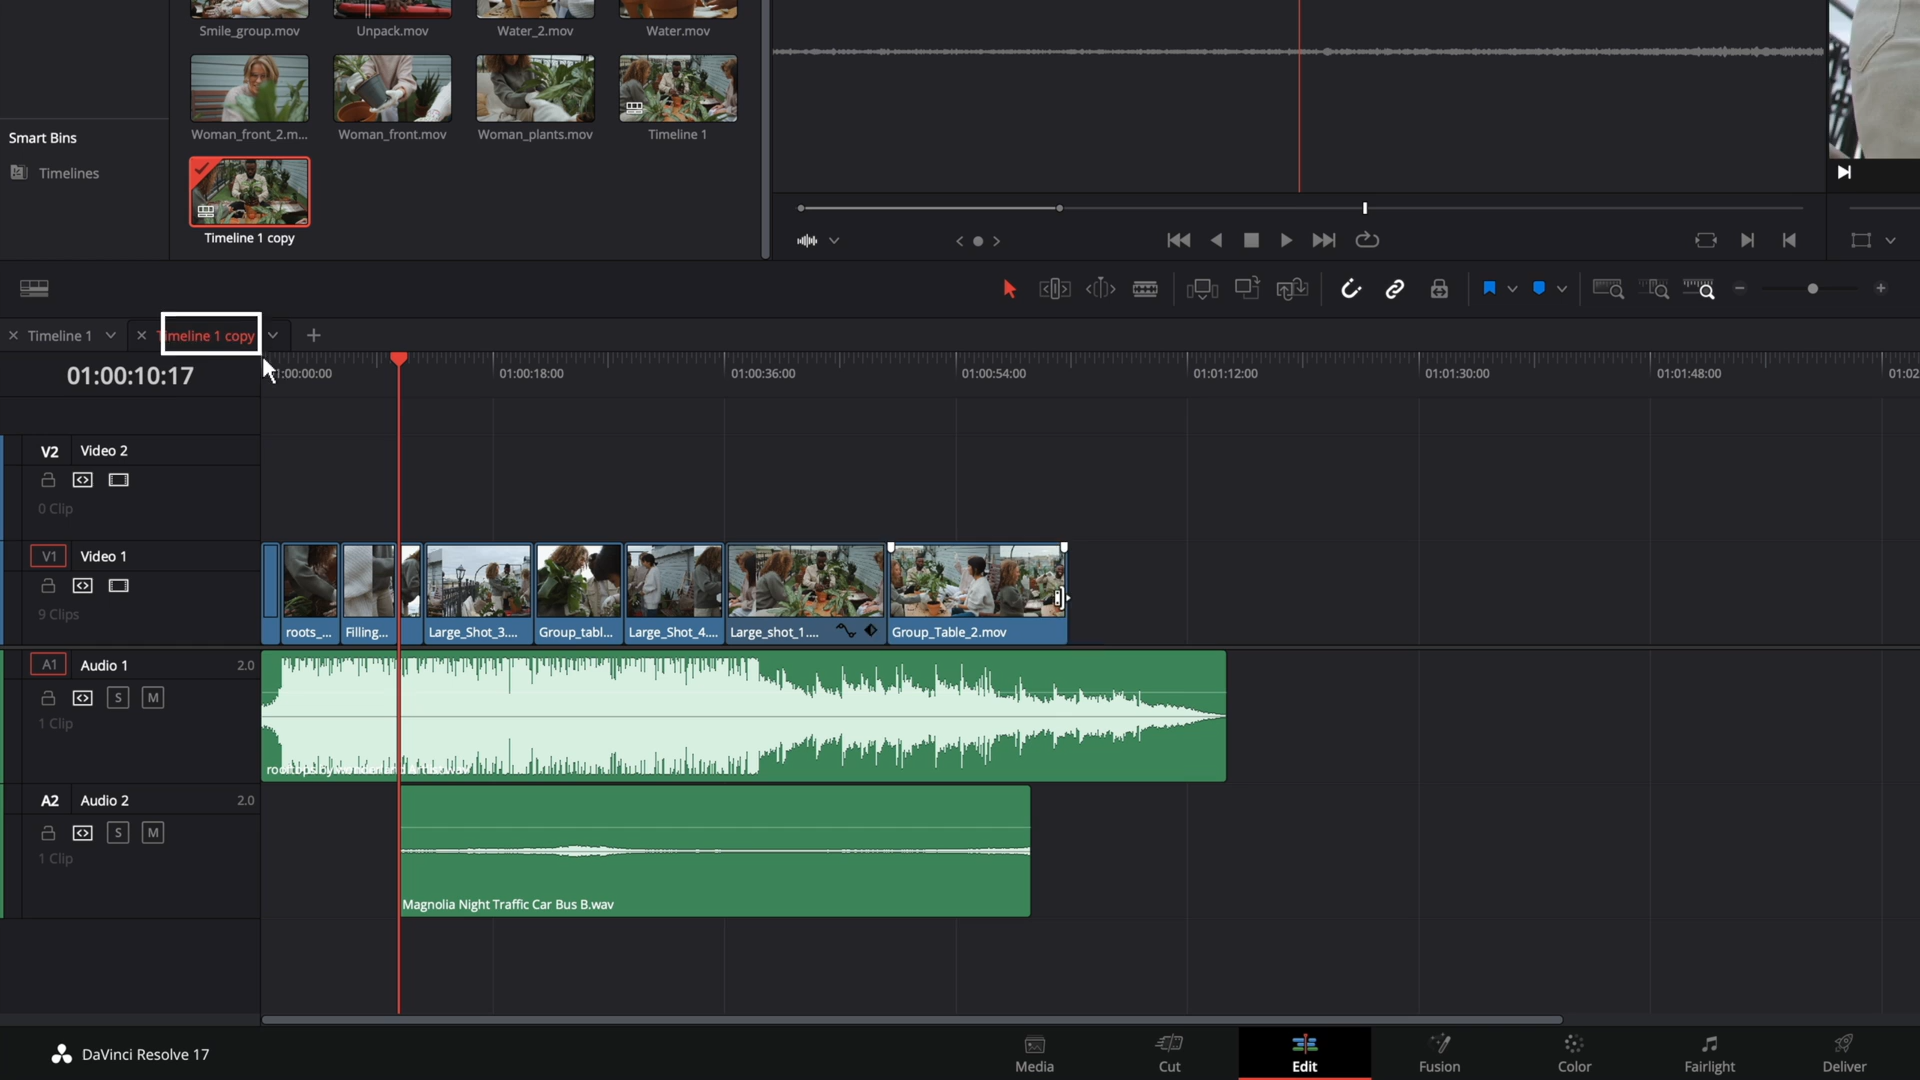 Smile_group.mov
Unpack.mov
Water_2.mov
Water.mov
Woman_front_2.m...
Woman_front.mov
Woman_plants.mov
Timeline 1
Smart Bins
Timelines
Timeline 1 copy
Timeline 1
Timeline 1 copy
01:00:10:17
:00:00:00
01:00:18:00
01:00:36:00
01:00:54:00
01:01:12:00
01:01:30:00
01:01:48:00
01:02
V2 Video 2
0 Clip
V1 Video 1
9 Clips
roots_...
Filling...
Large_Shot_3....
Group_tabl...
Large_Shot_4....
Large_shot_1....
Group_Table_2.mov
A1 Audio 1 2.0
S M
1 Clip
A2 Audio 2 2.0
S M
1 Clip
Magnolia Night Traffic Car Bus B.wav
DaVinci Resolve 17
Media
Cut
Edit
Fusion
Color
Fairlight
Deliver